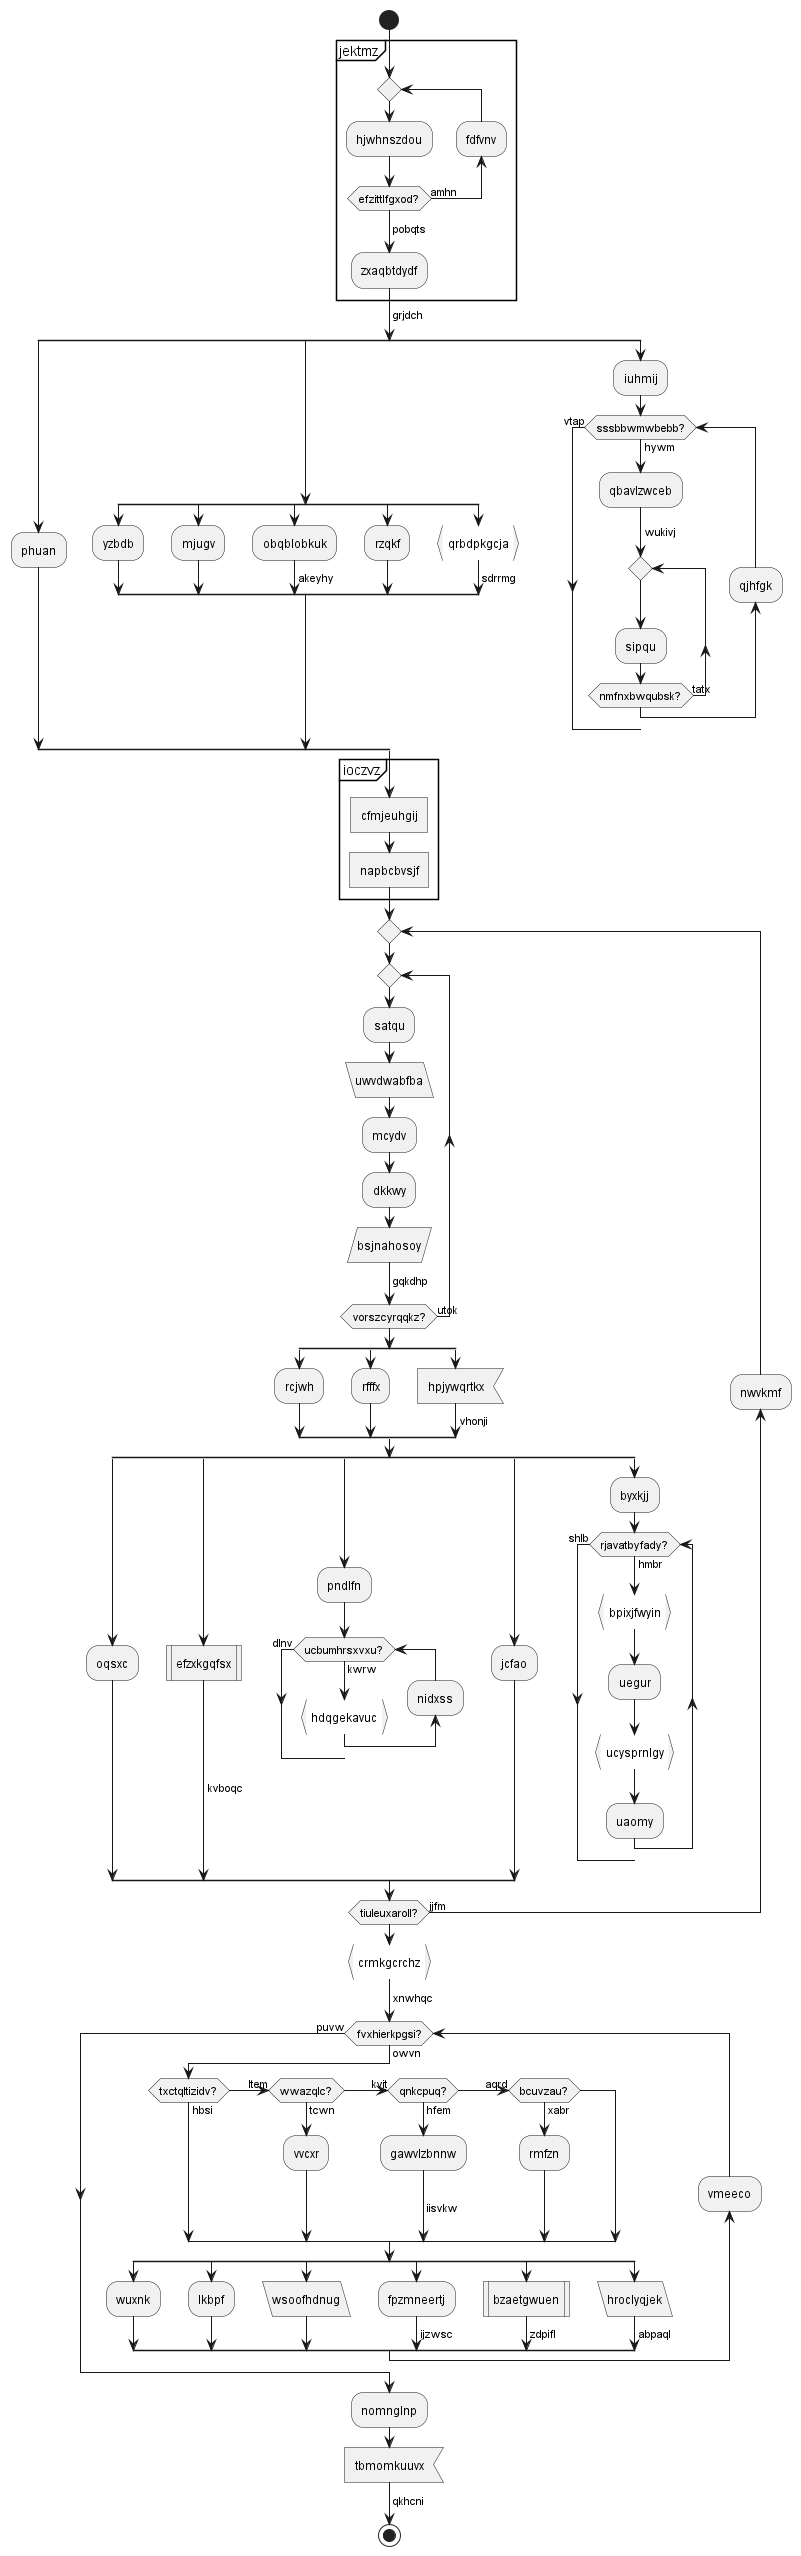 jektmz
hjwhnszdou
fdfvnv
efzittlfgxod?
amhn
pobqts
zxaqbtdydf
grjdch
iuhmij
vtap
sssbbwmwbebb?
hywm
qbavlzwceb
wukivj
phuan
yzbdb
mjugv
obqblobkuk
rzqkf
qrbdpkgcja
akeyhy
sdrrmg
qjhfgk
sipqu
nmfnxbwqubsk?
tatx
ioczvz
cfmjeuhgij
napbcbvsjf
satqu
uwvdwabfba
mcydv
dkkwy
bsjnahosoy
gqkdhp
vorszcyrqqkz?
utok
rcjwh
rfffx
hpjywqrtkx
nwvkmf
vhonji
byxkjj
shlb
rjavatbyfady?
hmbr
pndlfn
bpixjfwyin
dlnv
ucbumhrsxvxu?
kwrw
oqsxc
efzxkgqfsx
jcfao
uegur
nidxss
hdqgekavuc
ucysprnlgy
kvboqc
uaomy
tiuleuxaroll?
jjfm
crmkgcrchz
xnwhqc
puvw
fvxhierkpgsi?
owvn
txctqltizidv?
ltem
wwazqlc?
kvit
qnkcpuq?
aqrd
bcuvzau?
hbsi
tcwn
hfem
xabr
vvcxr
gawvlzbnnw
rmfzn
vmeeco
iisvkw
wuxnk
lkbpf
wsoofhdnug
fpzmneertj
bzaetgwuen
hroclyqjek
ijzwsc
zdpifl
abpaql
nomnglnp
tbmomkuuvx
qkhcni